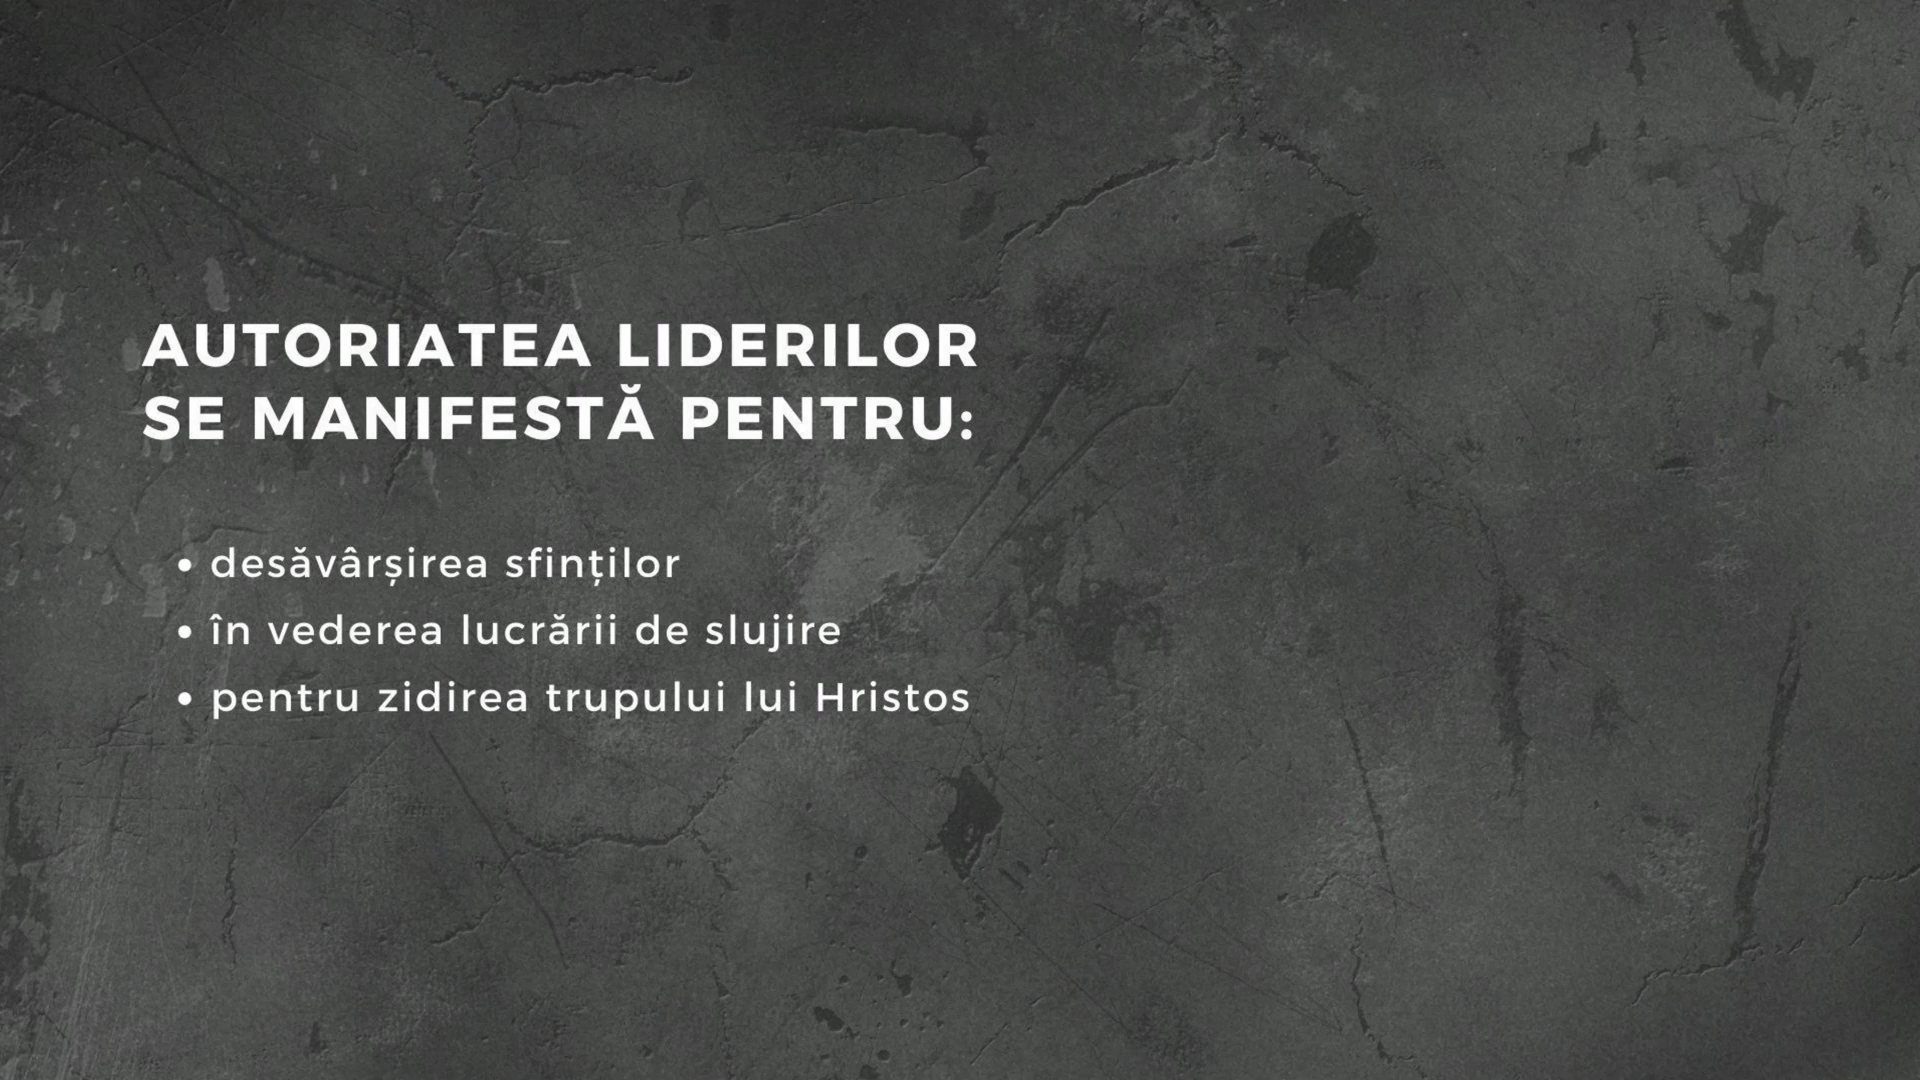 AUTORIATEA LIDERILOR
SE MANIFESTĂ PENTRU:
• desăvârșirea sfinților
• în vederea lucrării de slujire
• pentru zidirea trupului lui Hristos